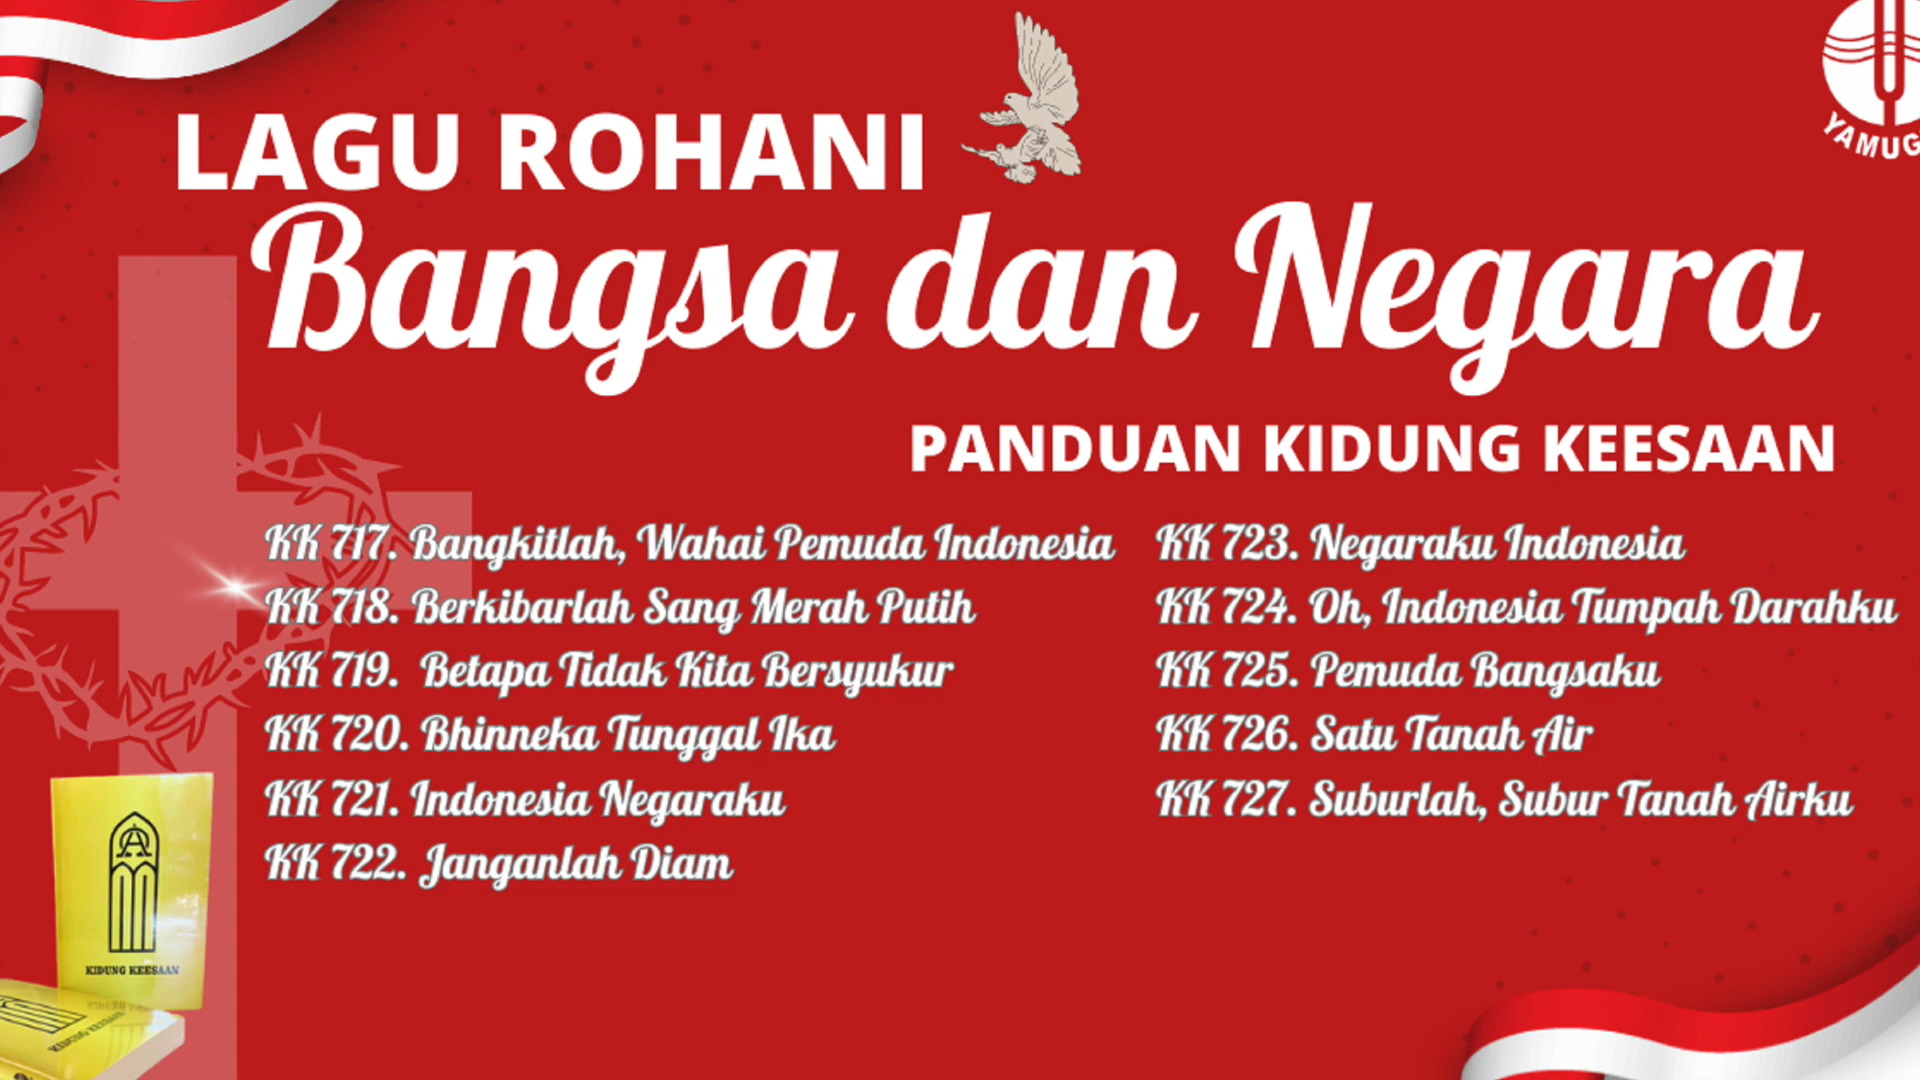 LAGU ROHANI
Bangsa dan Negara
PANDUAN KIDUNG KEESAAN
KK 717. Bangkitlah, Wahai Pemuda Indonesia
KK 718. Berkibarlah Sang Merah Putih
KK 719. Betapa Tidak Kita Bersyukur
KK 720. Bhinneka Tunggal Ika
KK 721. Indonesia Negaraku
KK 722. Janganlah Diam
KK 723. Negaraku Indonesia
KK 724. Oh, Indonesia Tumpah Darahku
KK 725. Pemuda Bangsaku
KK 726. Satu Tanah Air
KK 727. Suburlah, Subur Tanah Airku
YAMUG
KIDUNG KEESAAN
KIDUNG KEESAAN